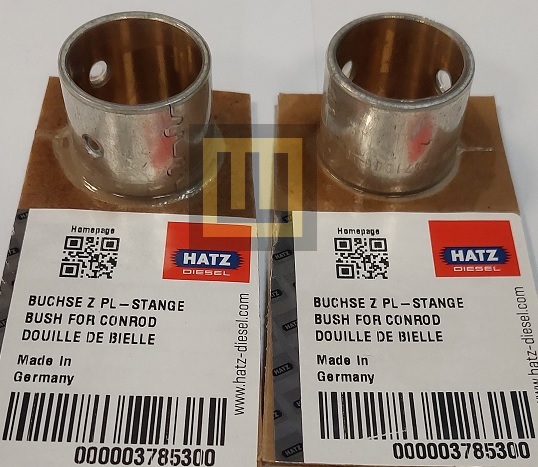 Homepage
HATZ
DIESEL
BUCHSE Z PL-STANGE
BUSH FOR CONROD
DOUILLE DE BIELLE
Made in
Germany
www.hatz-diesel.com
000003785300
Homepage
HATZ
DIESEL
BUCHSE Z PL-STANGE
BUSH FOR CONROD
DOUILLE DE BIELLE
Made in
Germany
www.hatz-diesel.com
000003785300